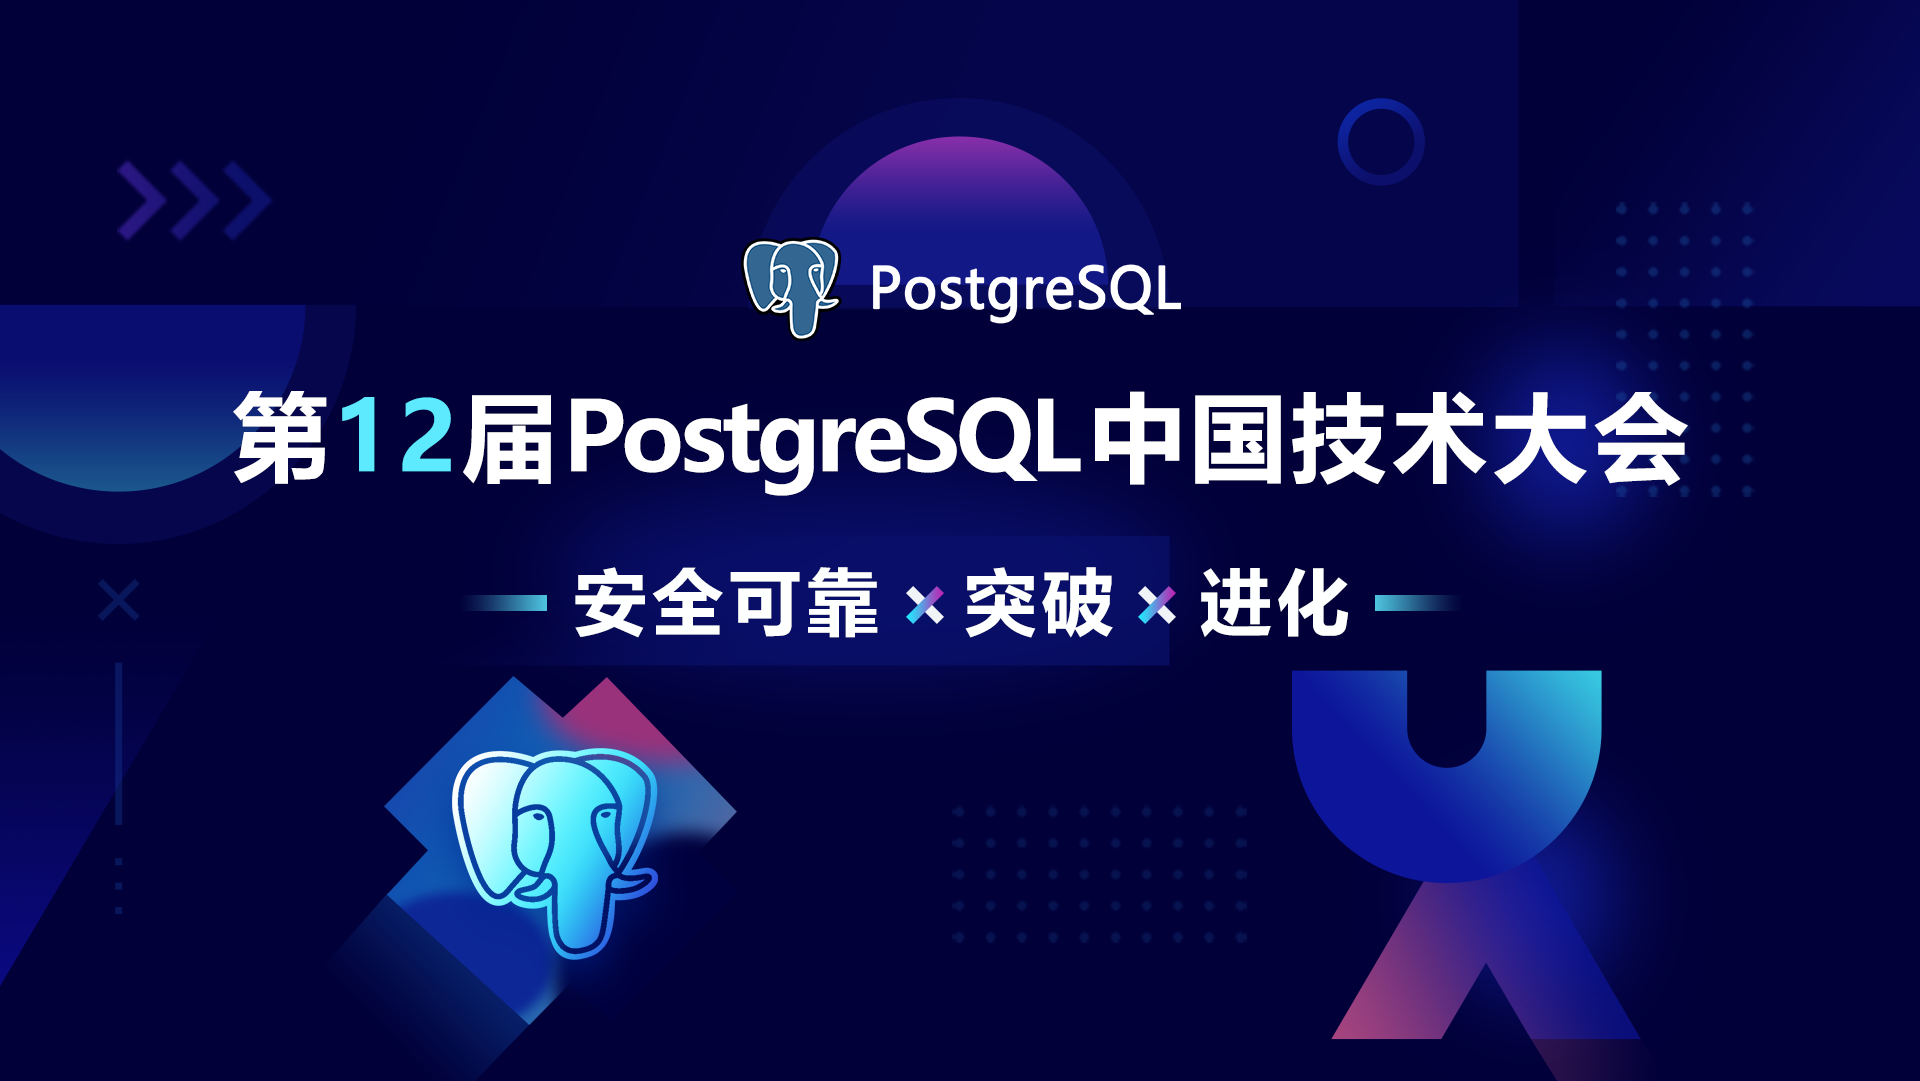 PostgreSQL
第12届PostgreSQL中国技术大会
安全可靠 × 突破 × 进化